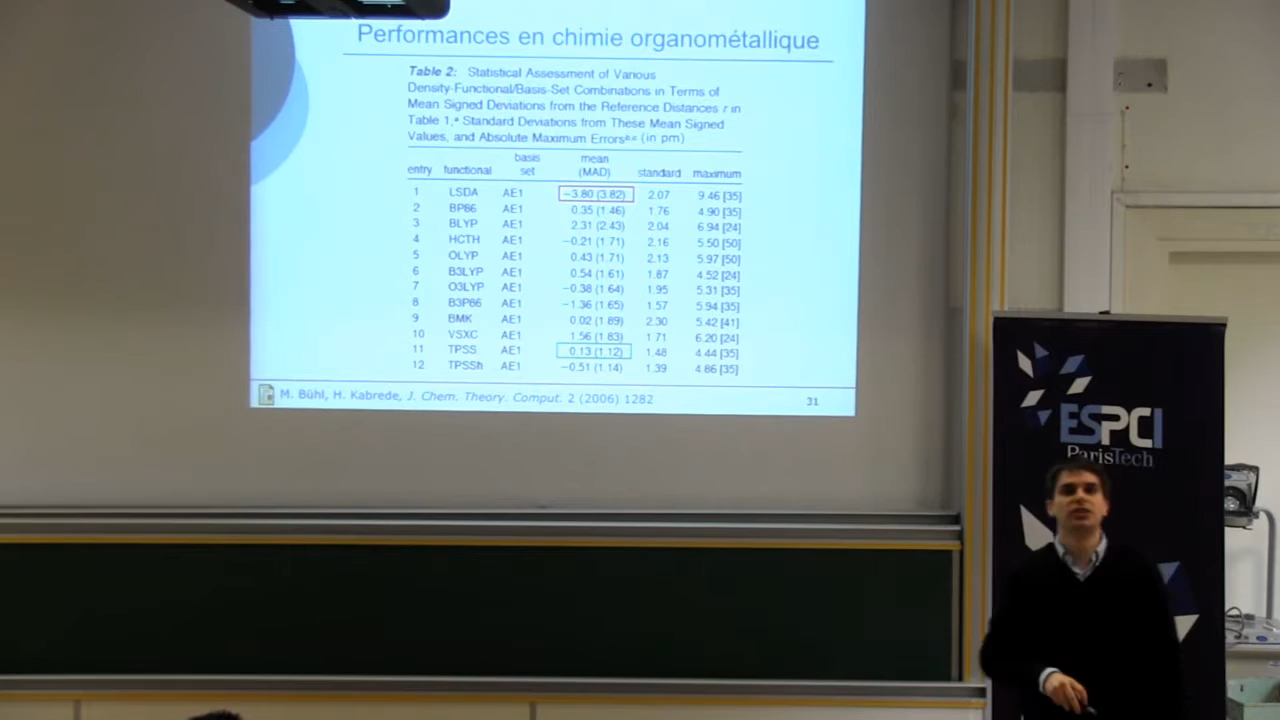 Performances en chimie organométallique
Table 2: Statistical Assessment of Various
Density-Functional/Basis-Set Combinations in Terms of
Mean Signed Deviations from the Reference Distances r in
Table 1,ᵃ Standard Deviations from These Mean Signed
Values, and Absolute Maximum Errorsᵇ,ᶜ (in pm)
entry functional basis set mean (MAD) standard maximum
1 LSDA AE1 −3.80 (3.82) 2.07 9.46 [35]
2 BP86 AE1 0.35 (1.46) 1.76 4.90 [35]
3 BLYP AE1 2.31 (2.43) 2.04 6.94 [24]
4 HCTH AE1 −0.21 (1.71) 2.16 5.50 [50]
5 OLYP AE1 0.43 (1.71) 2.13 5.97 [50]
6 B3LYP AE1 0.54 (1.61) 1.87 4.52 [24]
7 O3LYP AE1 −0.38 (1.64) 1.95 5.31 [35]
8 B3P86 AE1 −1.36 (1.65) 1.57 5.94 [35]
9 BMK AE1 0.02 (1.89) 2.30 5.42 [41]
10 VSXC AE1 1.56 (1.83) 1.71 6.20 [24]
11 TPSS AE1 0.13 (1.12) 1.48 4.44 [35]
12 TPSSh AE1 −0.51 (1.14) 1.39 4.86 [35]
M. Bühl, H. Kabrede, J. Chem. Theory. Comput. 2 (2006) 1282
31
ESPCI
ParisTech